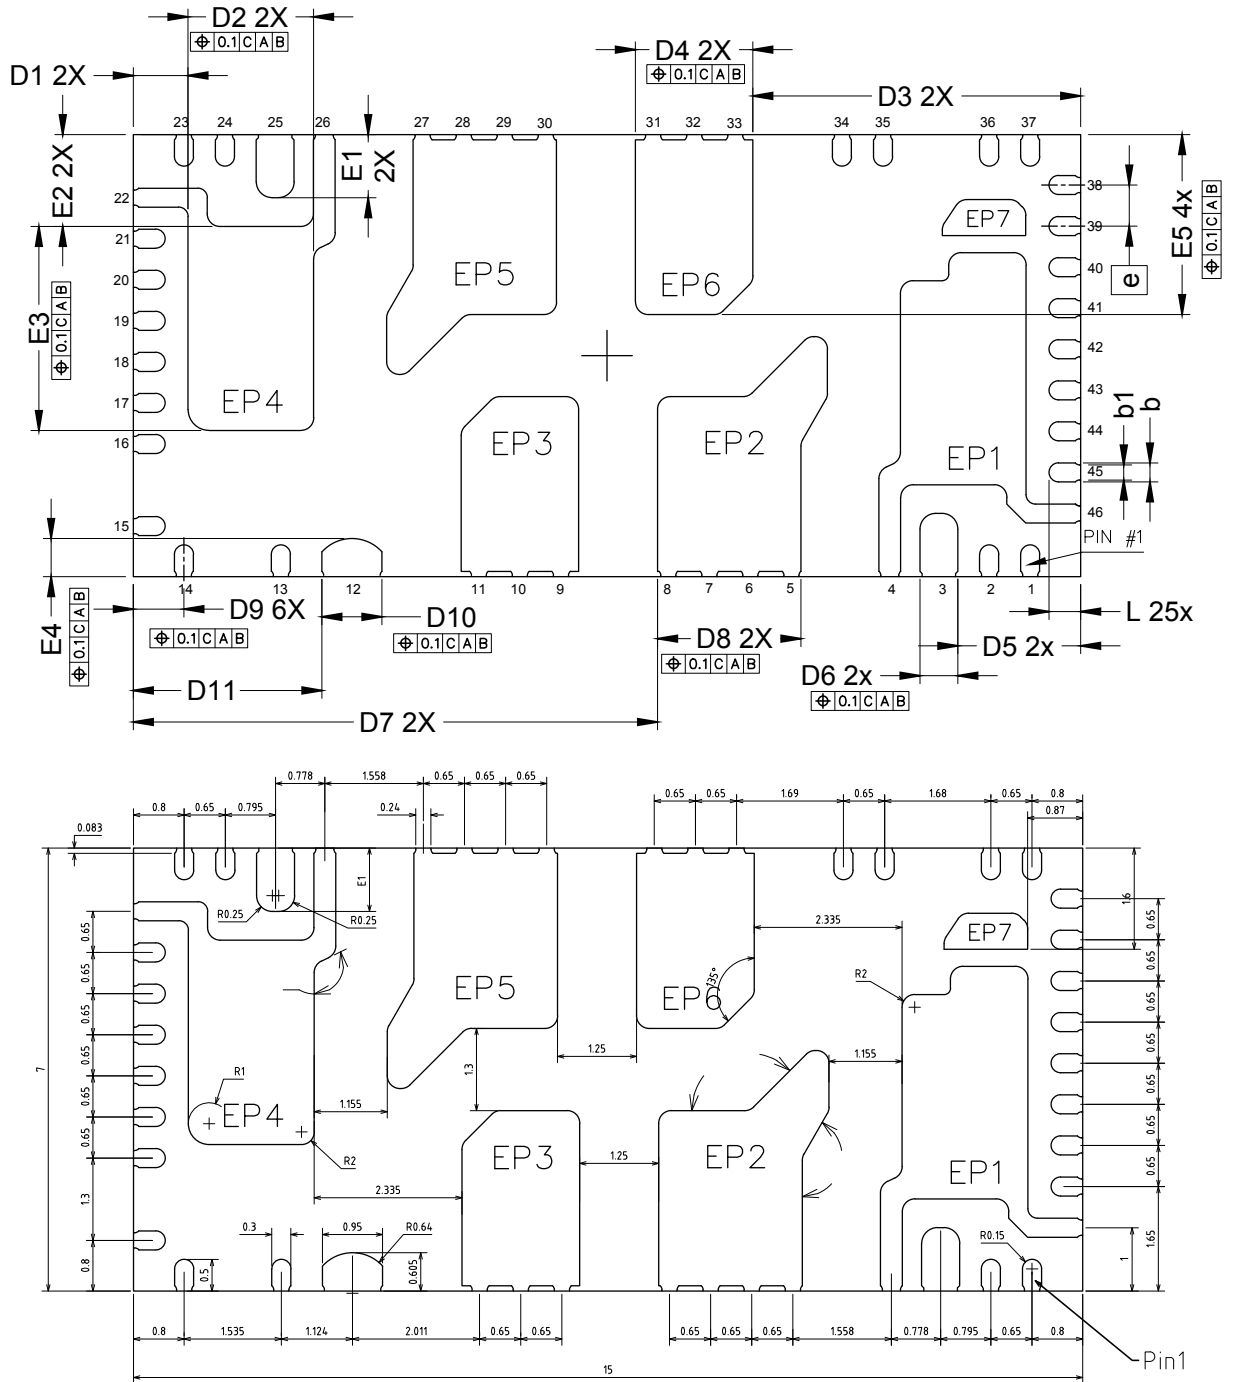 D2 2X
⌖ 0.1 C A B
D1 2X
D4 2X
⌖ 0.1 C A B
D3 2X
23 24 25 26 27 28 29 30 31 32 33 34 35 36 37
E2 2X
E1 2X
E5 4x
⌖ 0.1 C A B
22
21
20
19
18
17
16
15
38
39
40
41
42
43
44
45
46
EP7
EP5
EP6
e
E3
⌖ 0.1 C A B
EP4
EP3
EP2
EP1
b1
b
PIN #1
E4
⌖ 0.1 C A B
14 13 12 11 10 9 8 7 6 5 4 3 2 1
D9 6X
⌖ 0.1 C A B
D10
⌖ 0.1 C A B
D8 2X
⌖ 0.1 C A B
L 25x
D5 2x
D6 2x
⌖ 0.1 C A B
D11
D7 2X
0.778 1.558 0.65 0.65 0.65
0.8 0.65 0.795
0.24
0.65 0.65 1.69 0.65 1.68 0.65 0.8
0.87
0.083
E1
1.6
R0.25
R0.25
0.65
0.65
0.65
0.65
0.65
0.65
1.3
0.8
7
2.335
EP7
EP5
EP6
135°
R2
0.65
0.65
0.65
0.65
0.65
0.65
0.65
1.65
1.25
1.3
1.155
1.155
R1
EP4
R2
EP3
1.25
EP2
EP1
2.335
0.3
0.95
R0.64
0.5
0.605
R0.15
1
0.8 1.535 1.124 2.011 0.65 0.65
0.65 0.65 0.65 1.558 0.778 0.795 0.65 0.8
Pin1
15